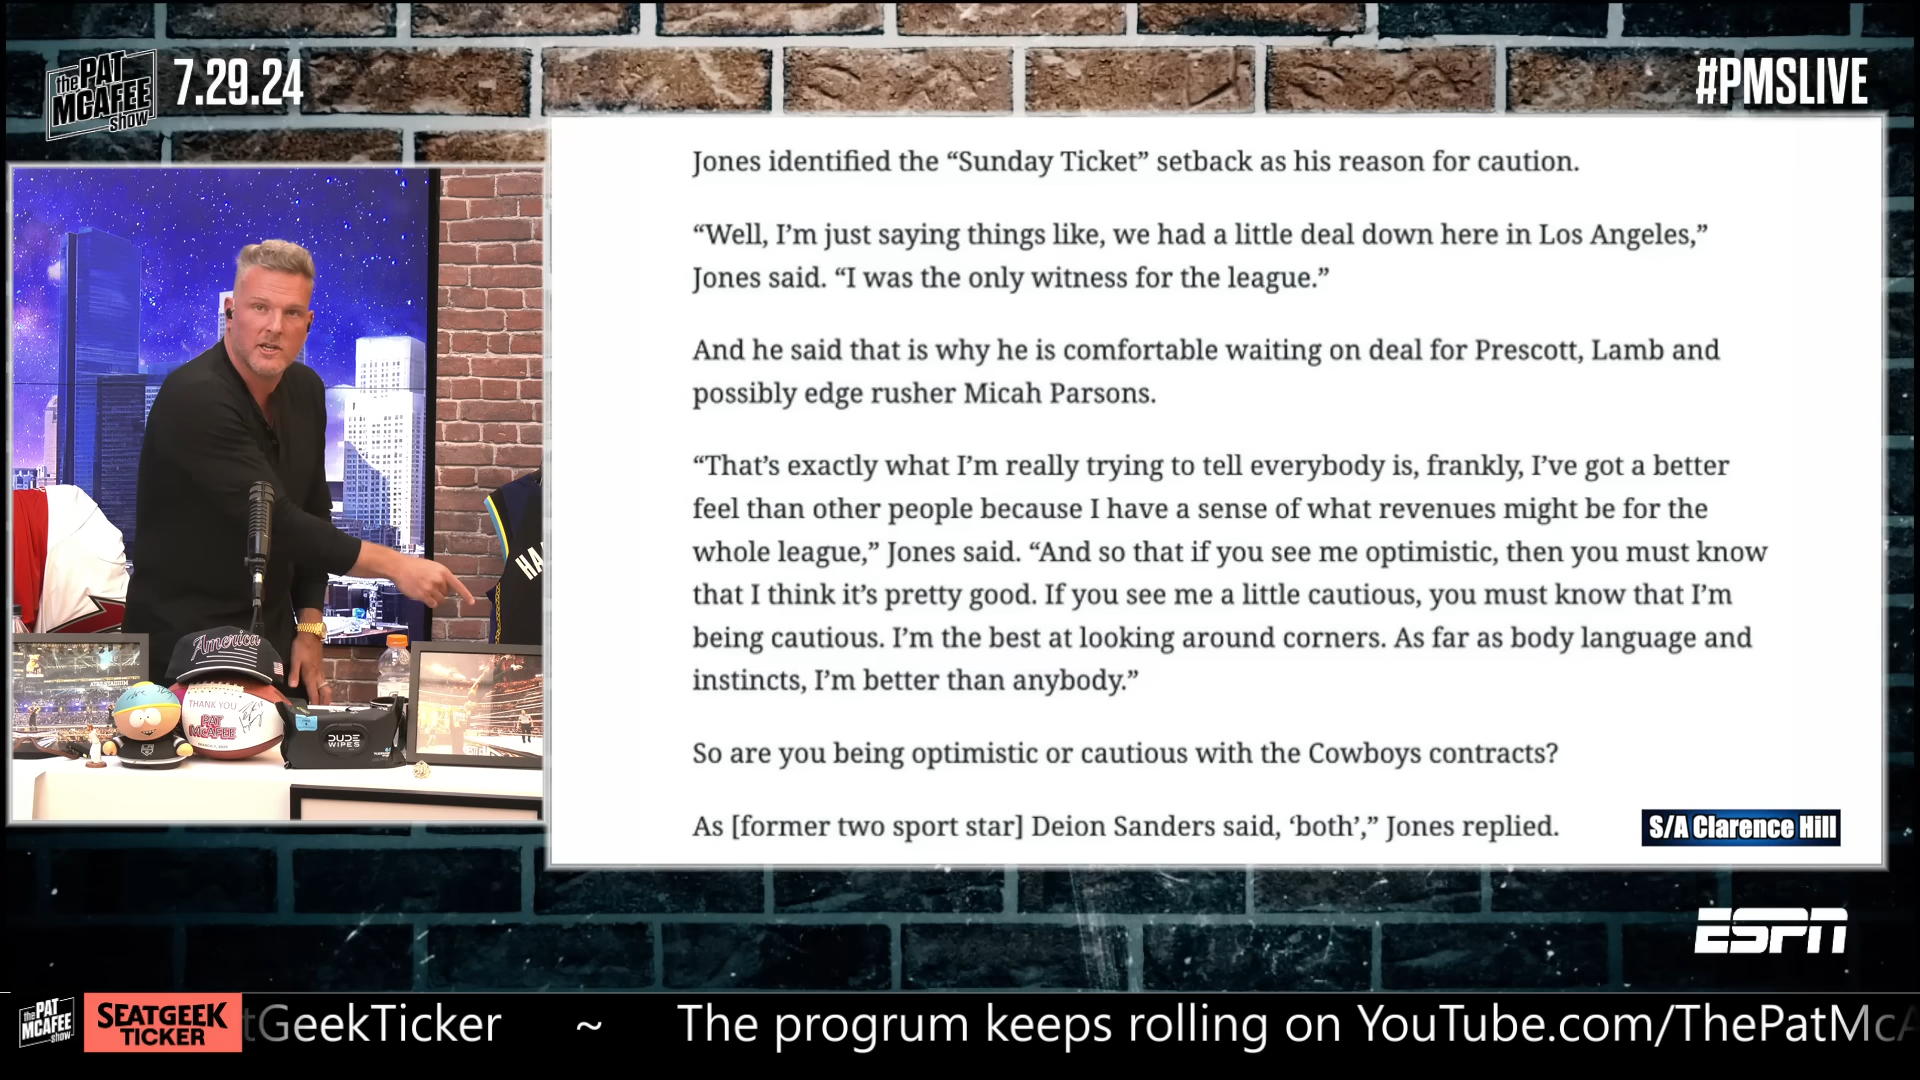 the PAT MCAFEE show
7.29.24
#PMSLIVE
Jones identified the “Sunday Ticket” setback as his reason for caution.
“Well, I’m just saying things like, we had a little deal down here in Los Angeles,”
Jones said. “I was the only witness for the league.”
And he said that is why he is comfortable waiting on deal for Prescott, Lamb and
possibly edge rusher Micah Parsons.
“That’s exactly what I’m really trying to tell everybody is, frankly, I’ve got a better
feel than other people because I have a sense of what revenues might be for the
whole league,” Jones said. “And so that if you see me optimistic, then you must know
that I think it’s pretty good. If you see me a little cautious, you must know that I’m
being cautious. I’m the best at looking around corners. As far as body language and
instincts, I’m better than anybody.”
So are you being optimistic or cautious with the Cowboys contracts?
As [former two sport star] Deion Sanders said, ‘both’,” Jones replied.
S/A Clarence Hill
HA
America
THANK YOU
PAT
MCAFEE
DUDE
WIPES
ESPN
the PAT MCAFEE show
SEATGEEK
TICKER
tGeekTicker ~ The progrum keeps rolling on YouTube.com/ThePatMcA